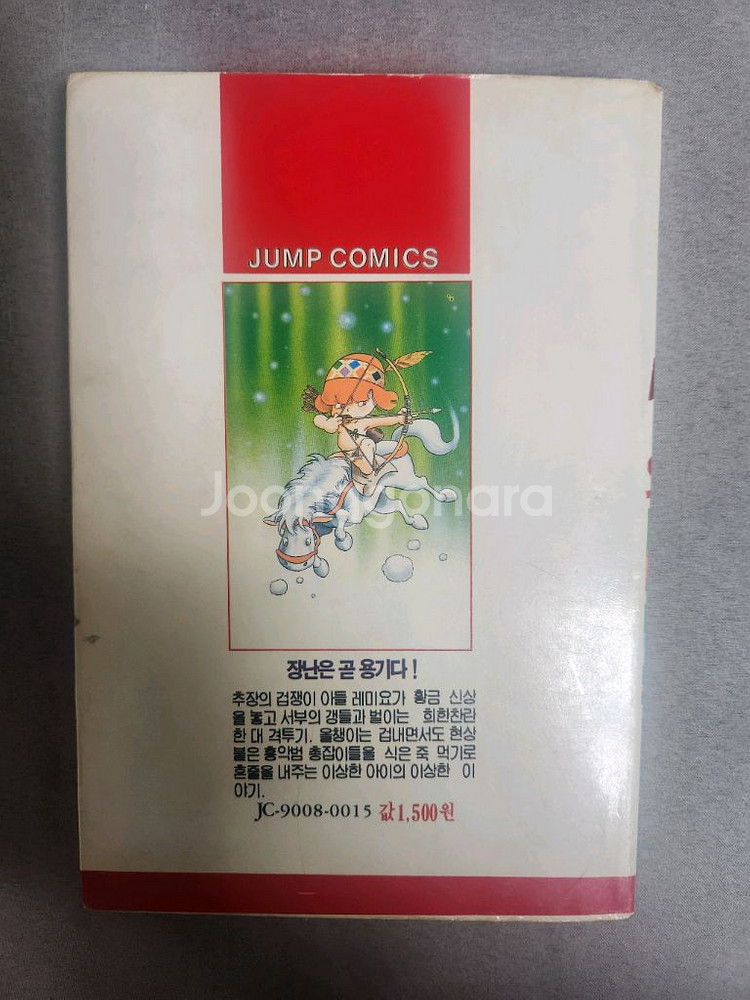 JUMP COMICS
Joonggonara
장난은 곧 용기다!
추장의 겁쟁이 아들 레미요가 황금 신상
을 놓고 서부의 갱들과 벌이는 희한찬란
한 대 격투기. 올챙이는 겁내면서도 현상
붙은 흉악범 총잡이들을 식은 죽 먹기로
혼줄을 내주는 이상한 아이의 이상한 이
야기.
JC-9008-0015 값1,500원